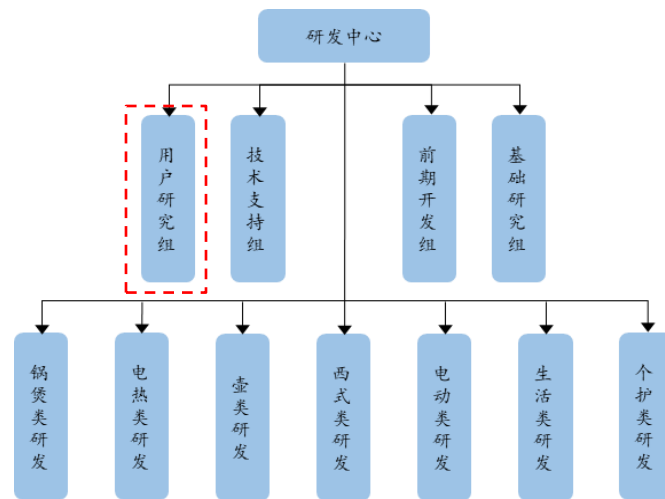 研发中心
用户研究组
技术支持组
前期开发组
基础研究组
锅煲类研发
电热类研发
壶类研发
西式类研发
电动类研发
生活类研发
个护类研发